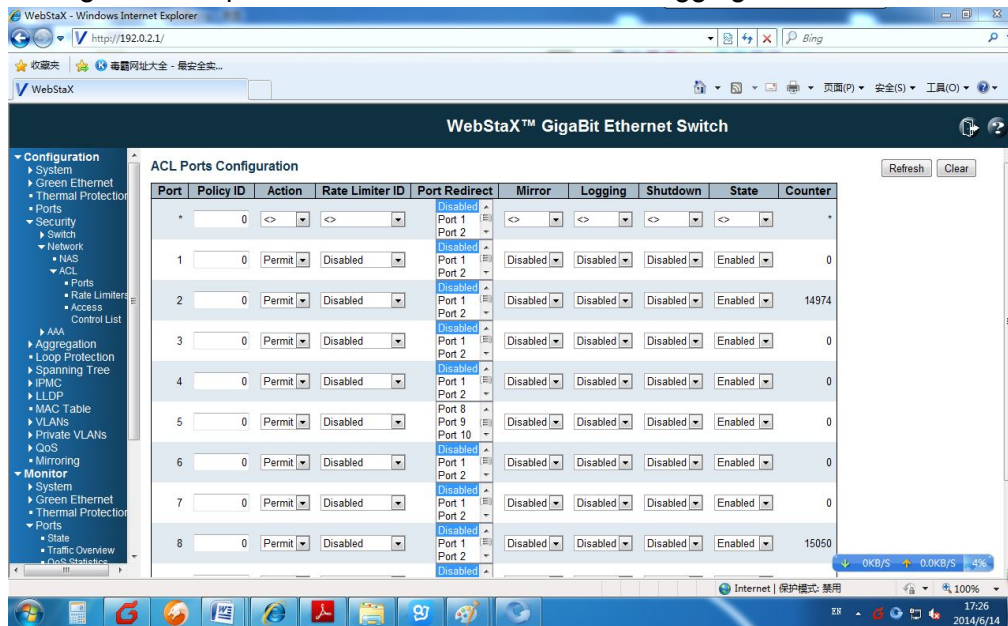 WebStaX - Windows Internet Explorer
http://192.0.2.1/
Bing
收藏夹 毒霸网址大全 - 最安全实...
WebStaX
页面(P) 安全(S) 工具(O)
WebStaX™ GigaBit Ethernet Switch
Configuration
System
Green Ethernet
Thermal Protection
Ports
Security
Switch
Network
NAS
ACL
Ports
Rate Limiters
Access
Control List
AAA
Aggregation
Loop Protection
Spanning Tree
IPMC
LLDP
MAC Table
VLANs
Private VLANs
QoS
Mirroring
Monitor
System
Green Ethernet
Thermal Protection
Ports
State
Traffic Overview
QoS Statistics
ACL Ports Configuration
Refresh Clear
Port Policy ID Action Rate Limiter ID Port Redirect Mirror Logging Shutdown State Counter
* 0 <> <> Disabled Port 1 Port 2 <> <> <> <> *
1 0 Permit Disabled Disabled Port 1 Port 2 Disabled Disabled Disabled Enabled 0
2 0 Permit Disabled Disabled Port 1 Port 2 Disabled Disabled Disabled Enabled 14974
3 0 Permit Disabled Disabled Port 1 Port 2 Disabled Disabled Disabled Enabled 0
4 0 Permit Disabled Disabled Port 1 Port 2 Disabled Disabled Disabled Enabled 0
5 0 Permit Disabled Port 8 Port 9 Port 10 Disabled Disabled Disabled Enabled 0
6 0 Permit Disabled Disabled Port 1 Port 2 Disabled Disabled Disabled Enabled 0
7 0 Permit Disabled Disabled Port 1 Port 2 Disabled Disabled Disabled Enabled 0
8 0 Permit Disabled Disabled Port 1 Port 2 Disabled Disabled Disabled Enabled 15050
Disabled
0KB/S 0.0KB/S 4%
Internet | 保护模式: 禁用 100%
EN 17:26
2014/6/14